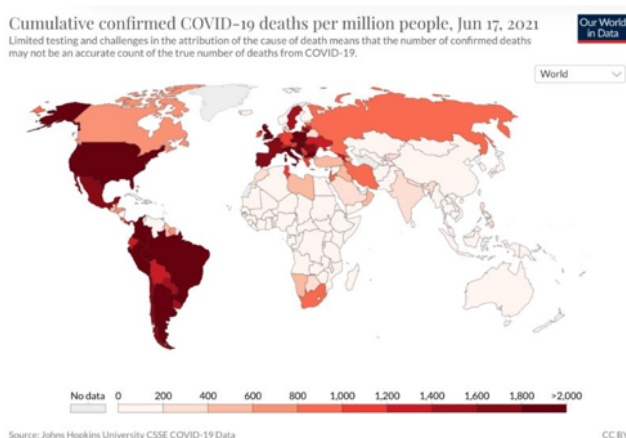 Cumulative confirmed COVID-19 deaths per million people, Jun 17, 2021
Our World
in Data
Limited testing and challenges in the attribution of the cause of death means that the number of confirmed deaths
may not be an accurate count of the true number of deaths from COVID-19.
World
No data 0 200 400 600 800 1,000 1,200 1,400 1,600 1,800 >2,000
Source: Johns Hopkins University CSSE COVID-19 Data
CC BY